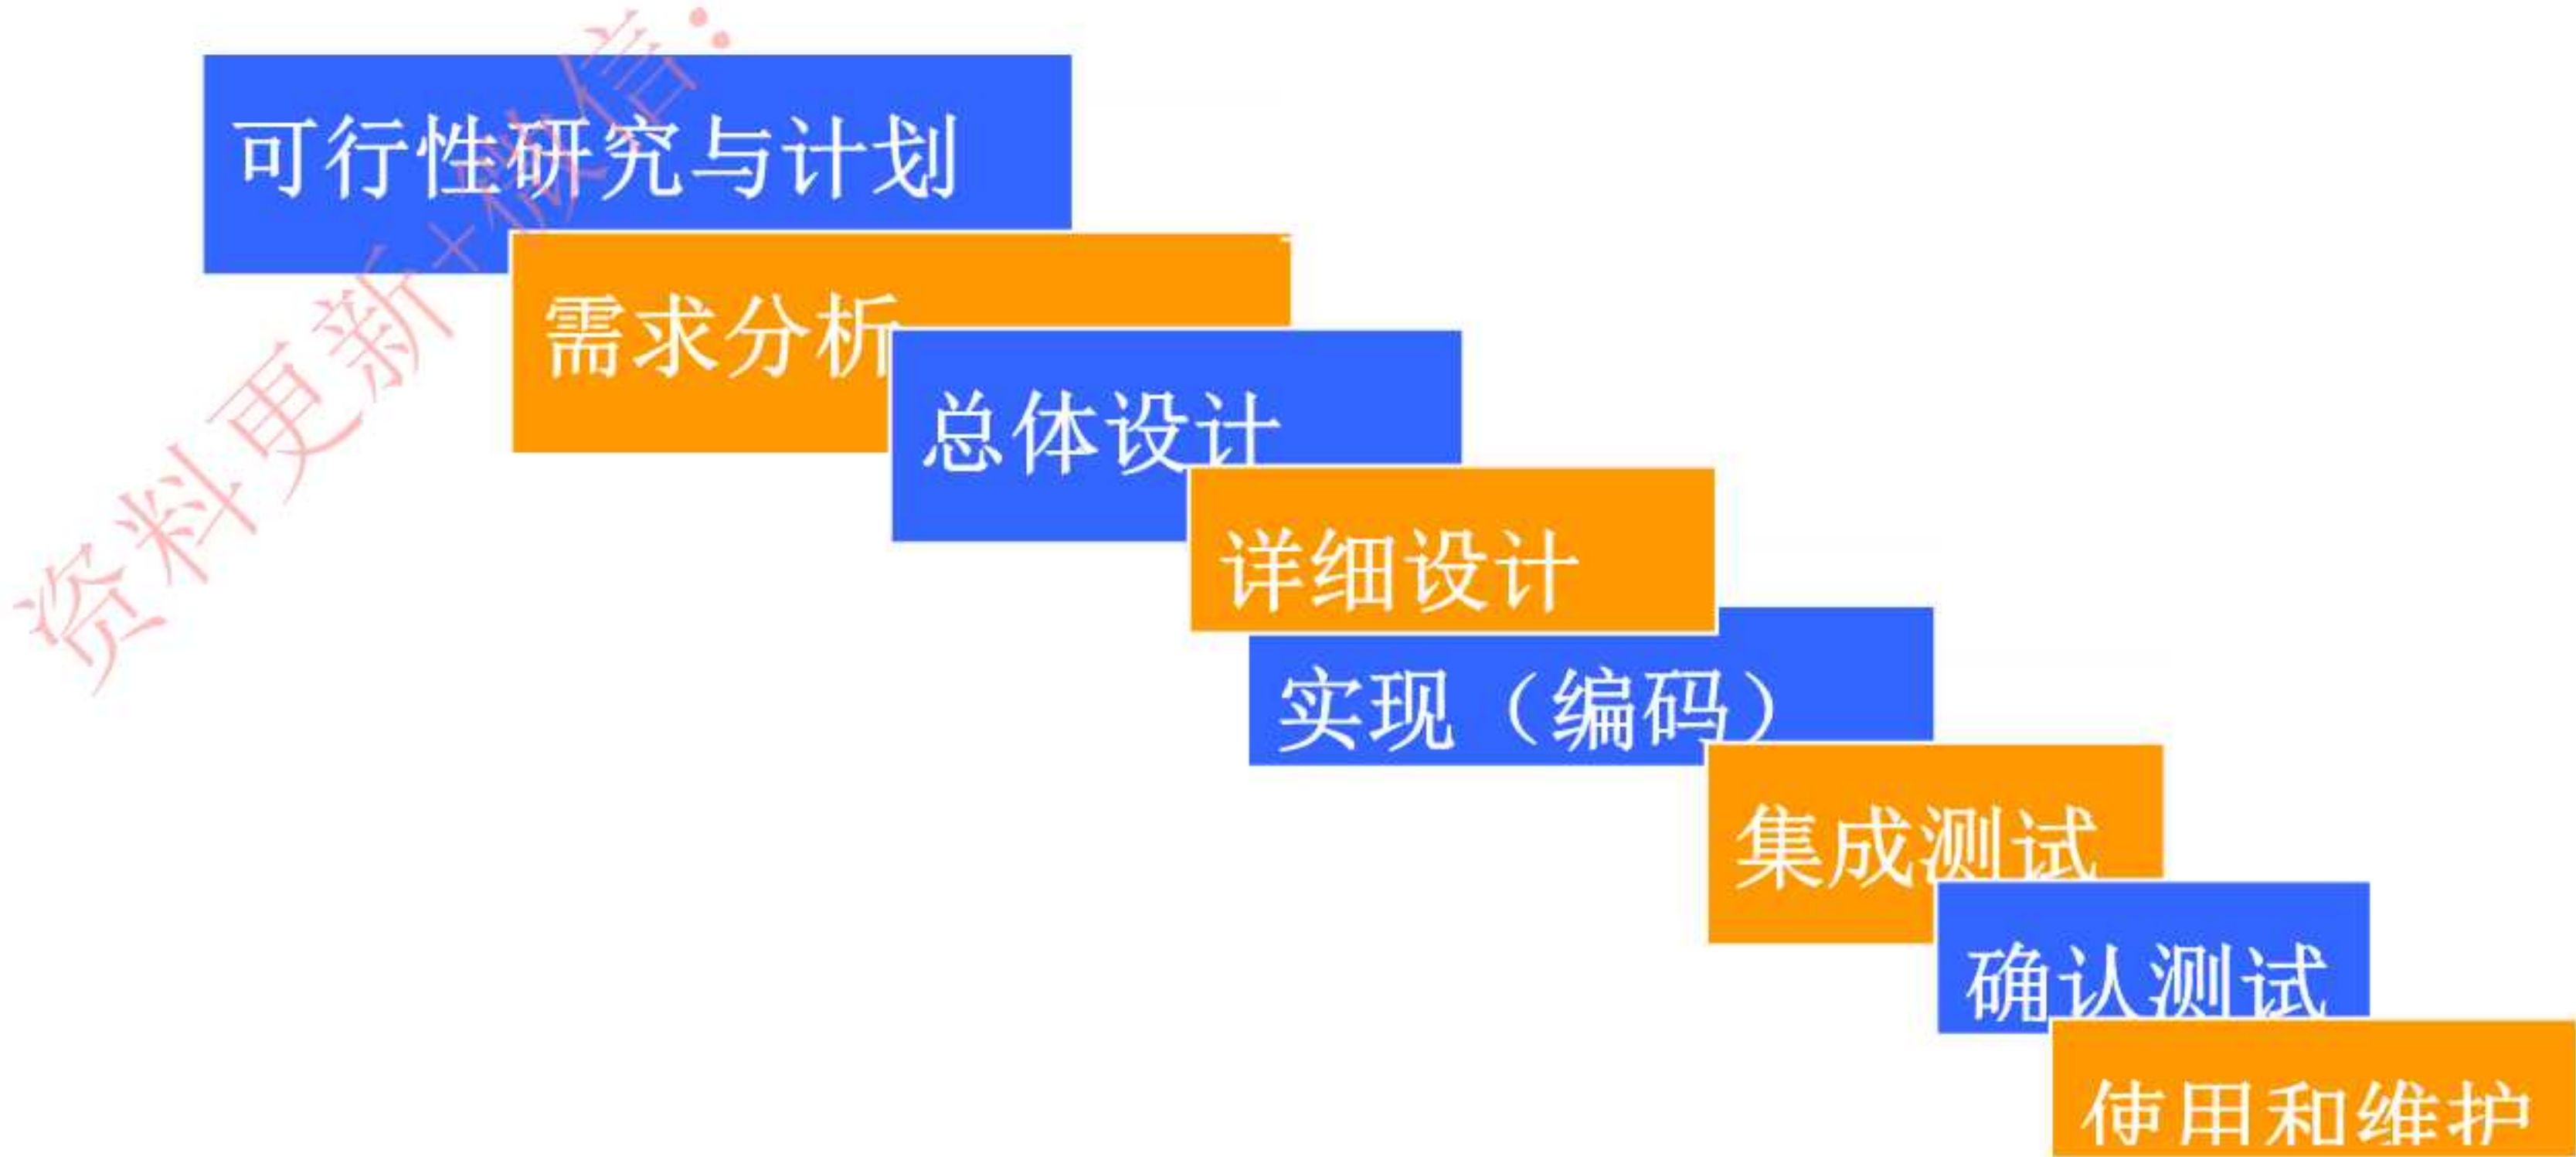 资料更新+微信：
可行性研究与计划
需求分析
总体设计
详细设计
实现（编码）
集成测试
确认测试
使用和维护